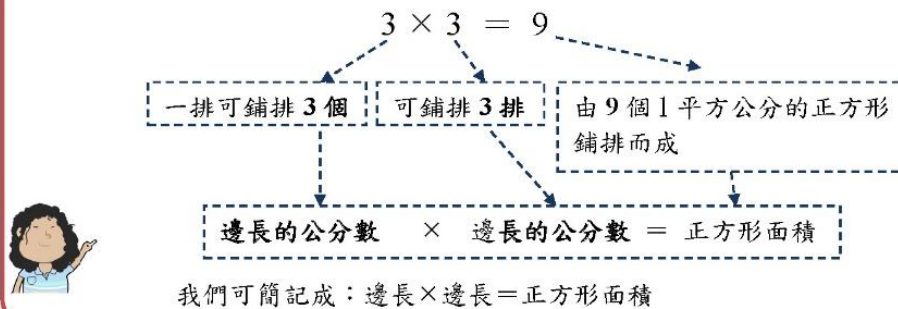 3 × 3 = 9
一排可鋪排 3 個
可鋪排 3 排
由 9 個 1 平方公分的正方形
鋪排而成
邊長的公分數 × 邊長的公分數 = 正方形面積
我們可簡記成：邊長×邊長＝正方形面積